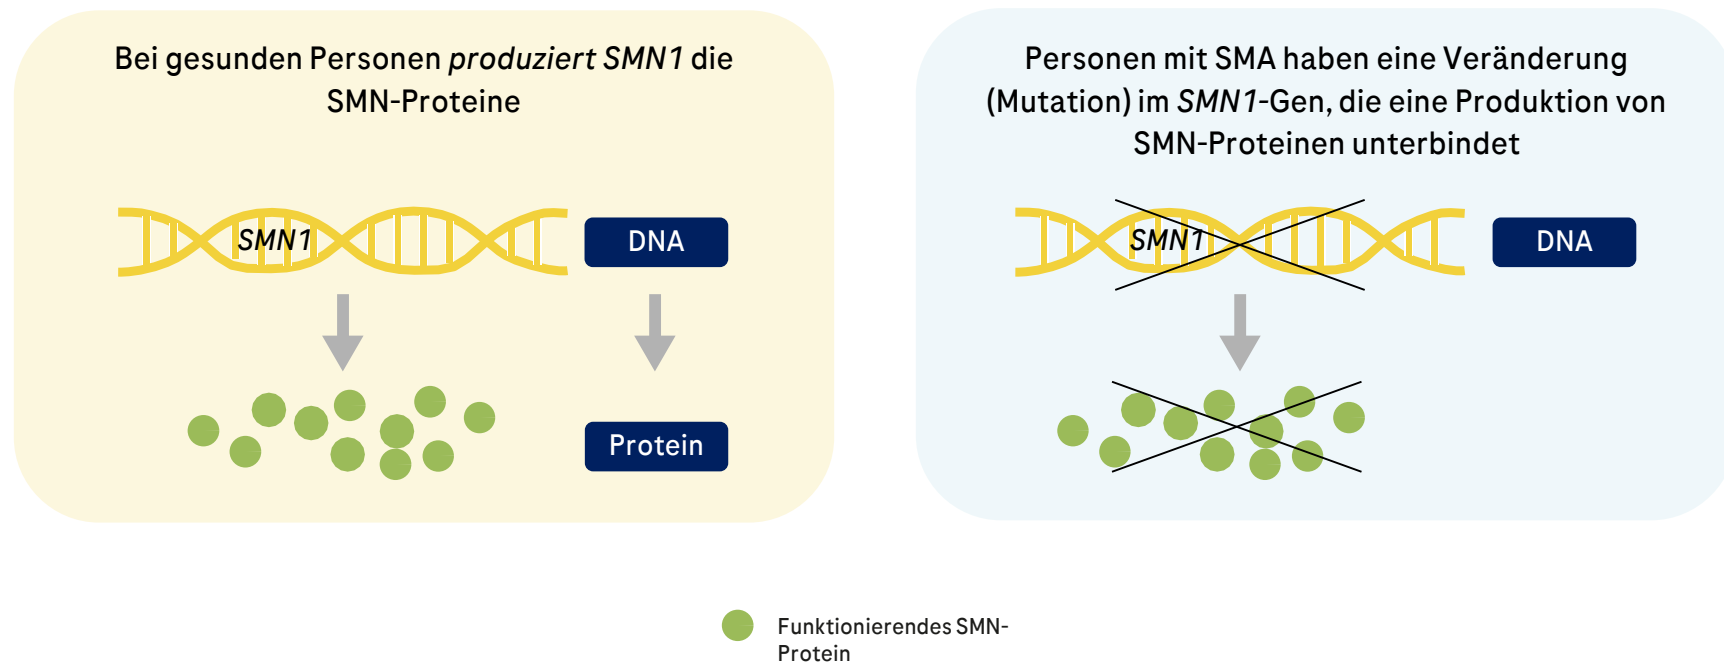 Bei gesunden Personen produziert SMN1 die
SMN-Proteine
SMN1
DNA
Protein
Personen mit SMA haben eine Veränderung
(Mutation) im SMN1-Gen, die eine Produktion von
SMN-Proteinen unterbindet
SMN1
DNA
Funktionierendes SMN-
Protein